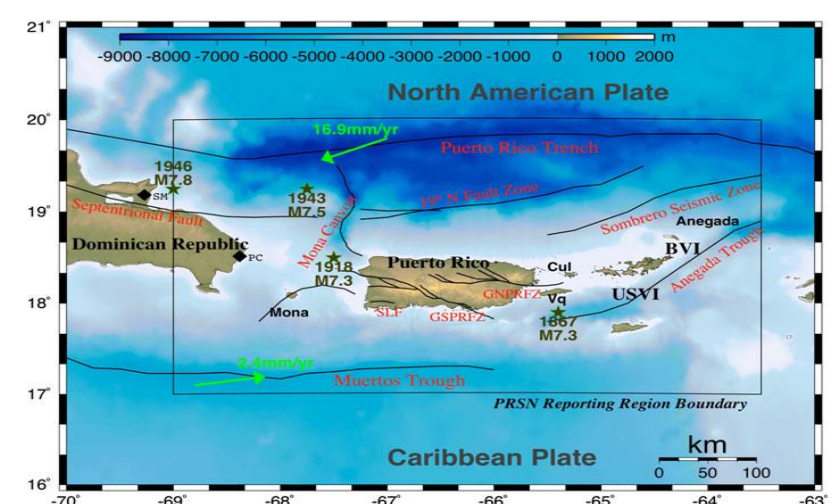 21°
m
-9000 -8000 -7000 -6000 -5000 -4000 -3000 -2000 -1000 0 1000 2000
North American Plate
20°
16.9mm/yr
Puerto Rico Trench
1946
M7.8
SM
1943
M7.5
19° N Fault Zone
Sombrero Seismic Zone
19°
Septentrional Fault
Mona Canyon
Anegada
Dominican Republic
PC
BVI
Anegada Trough
1918
M7.3
Puerto Rico
Cul
GNPRFZ
Vq
USVI
18°
Mona
SLF
GSPRFZ
1867
M7.3
2.4mm/yr
Muertos Trough
17°
PRSN Reporting Region Boundary
Caribbean Plate
km
0 50 100
16°
-70° -69° -68° -67° -66° -65° -64° -63°